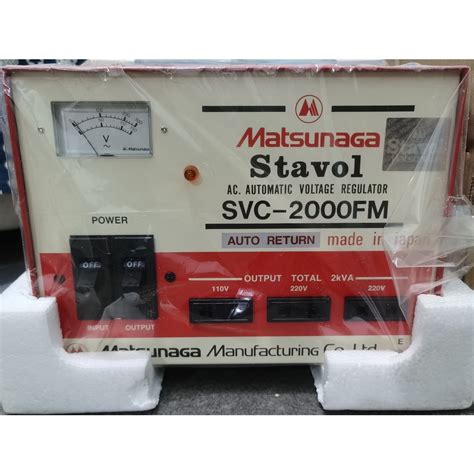 V
Matsunaga
Matsunaga
Stavol
AC. AUTOMATIC VOLTAGE REGULATOR
SVC-2000FM
POWER
AUTO RETURN made in japan
OFF OFF
INPUT OUTPUT
OUTPUT TOTAL 2kVA
110V 220V 220V
E
Matsunaga Manufacturing Co. Ltd.